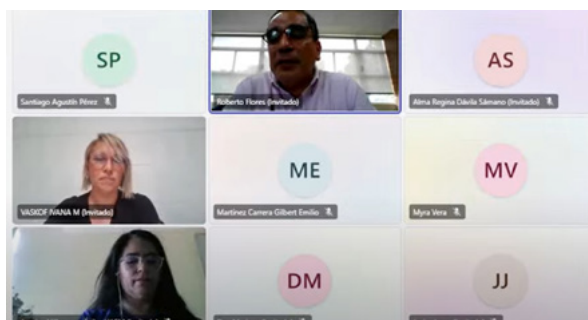 SP
Santiago Agustín Pérez
Roberto Flores (Invitado)
AS
Alma Regina Dávila Sámano (Invitado)
VASKOF IVANA M (Invitado)
ME
Martínez Carrera Gilbert Emilio
MV
Myra Vera
DM
JJ